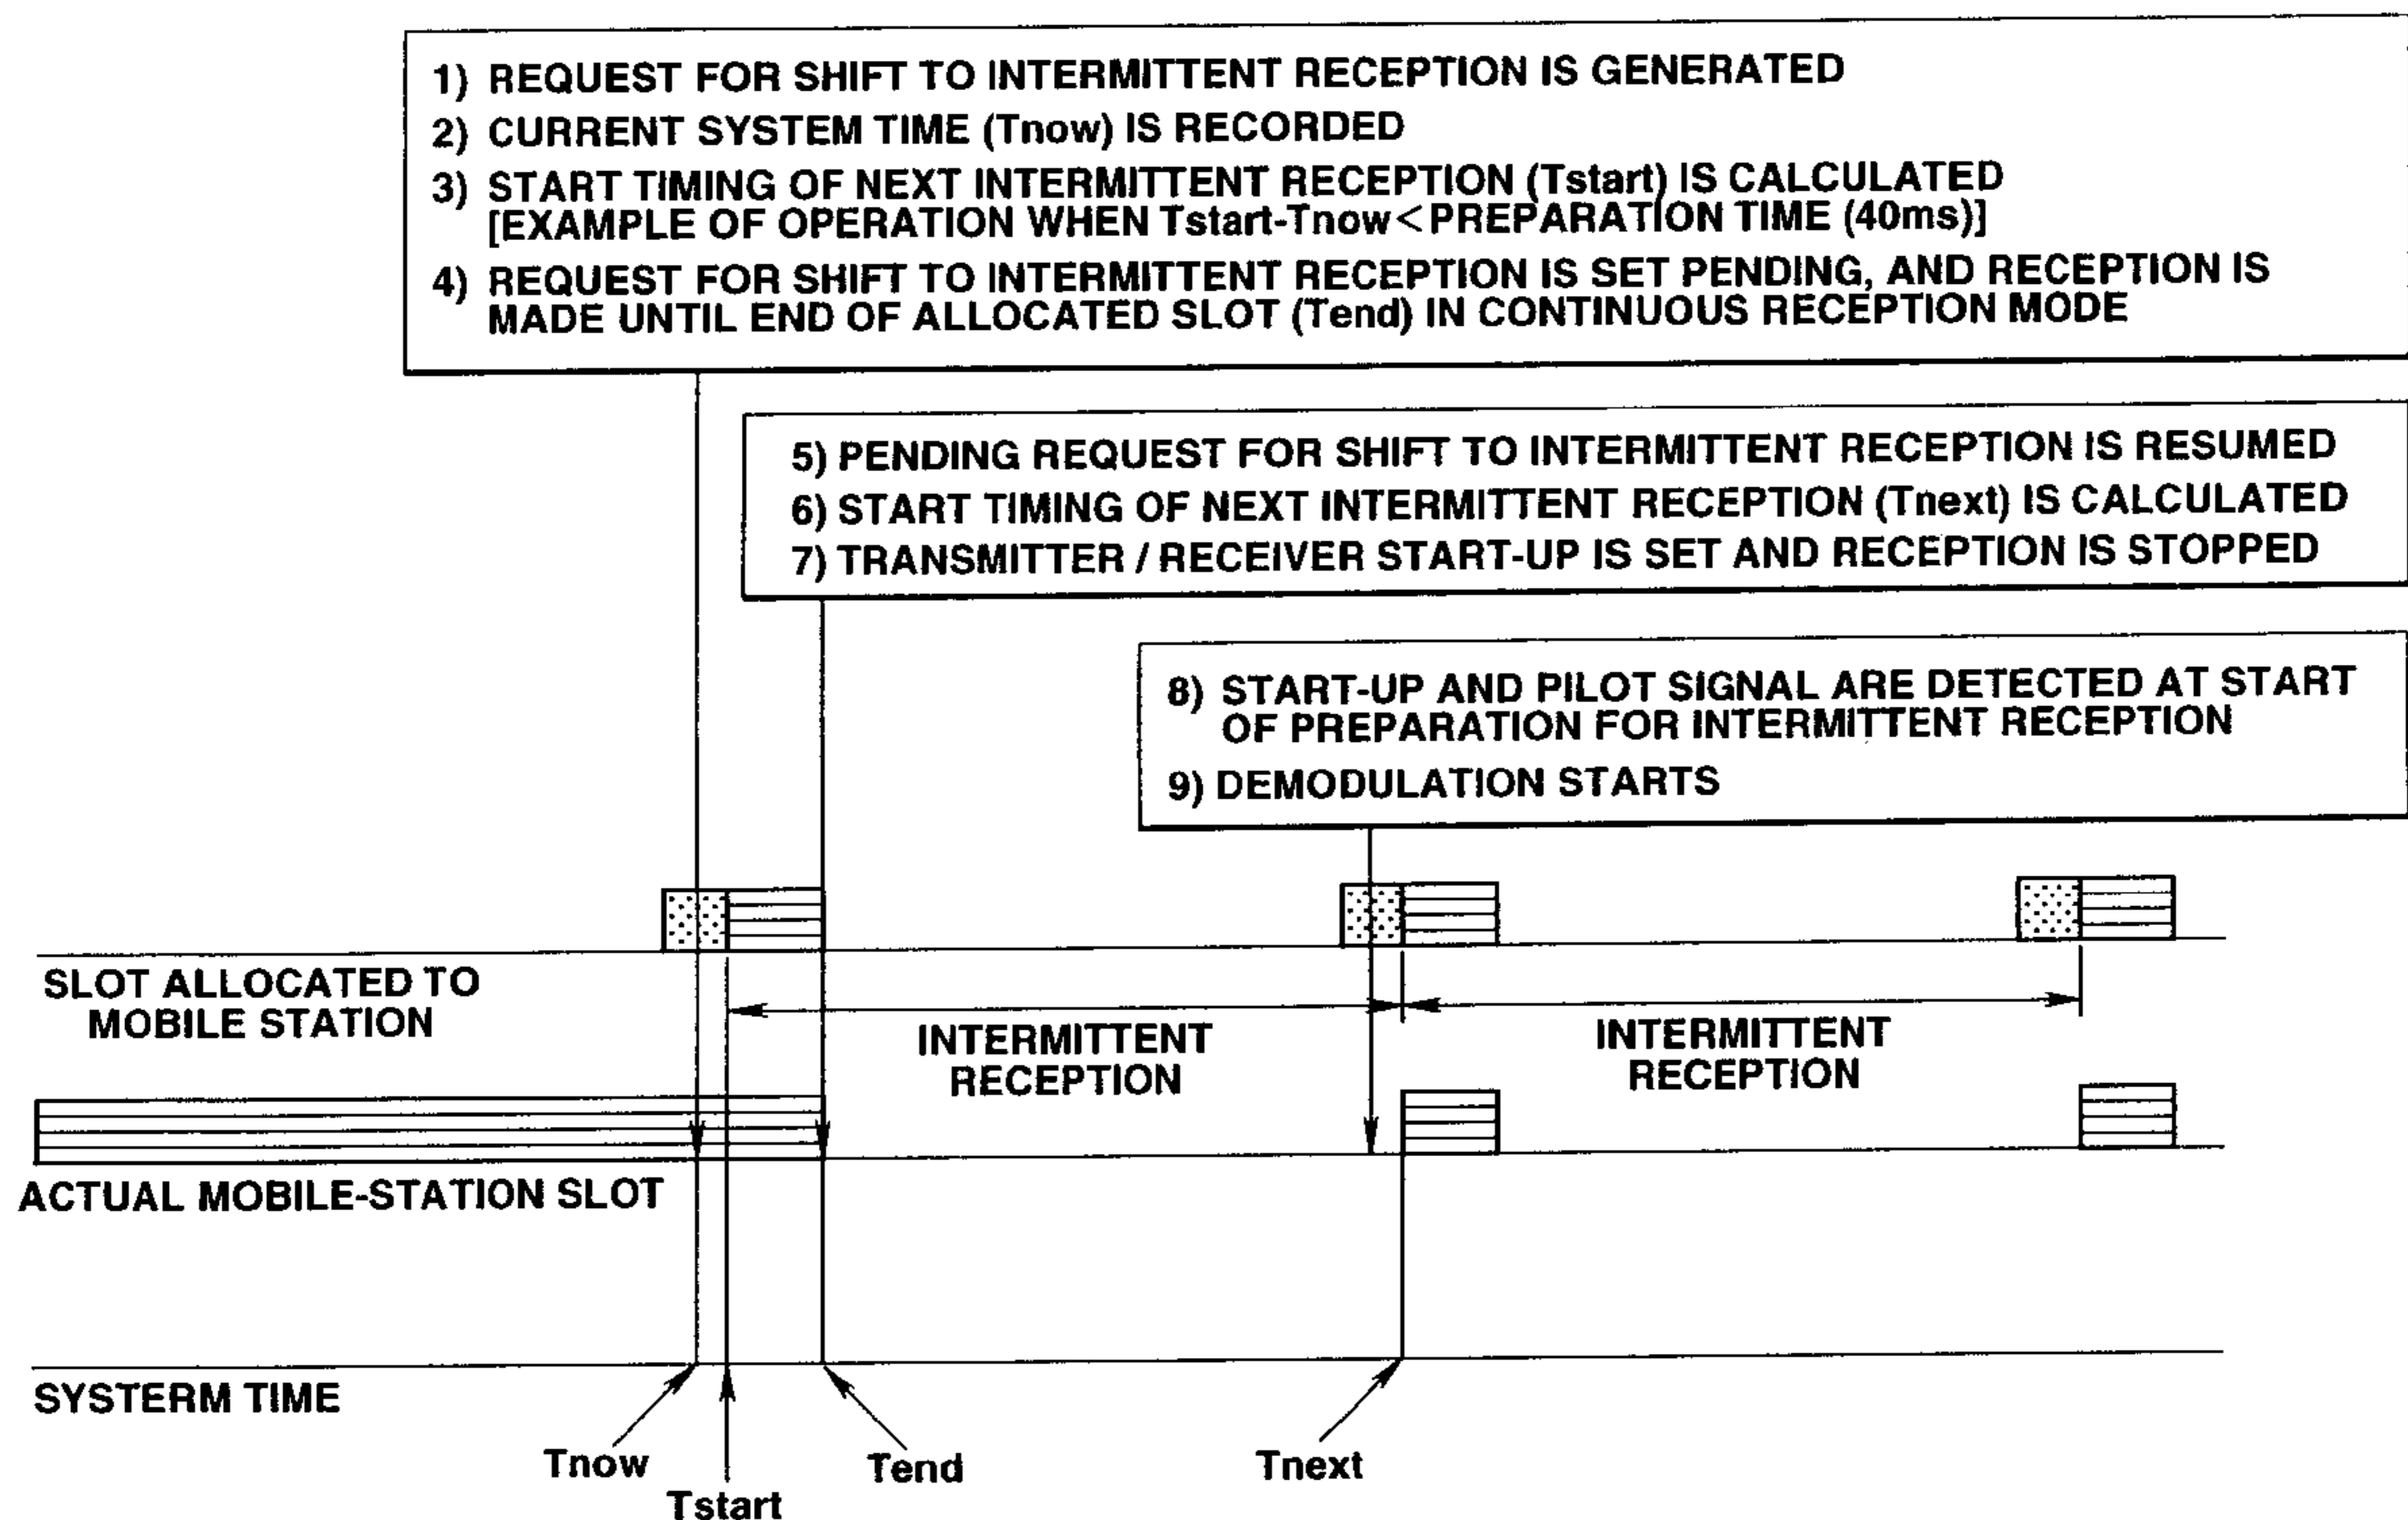 1) REQUEST FOR SHIFT TO INTERMITTENT RECEPTION IS GENERATED
2) CURRENT SYSTEM TIME (Tnow) IS RECORDED
3) START TIMING OF NEXT INTERMITTENT RECEPTION (Tstart) IS CALCULATED
[EXAMPLE OF OPERATION WHEN Tstart-Tnow<PREPARATION TIME (40ms)]
4) REQUEST FOR SHIFT TO INTERMITTENT RECEPTION IS SET PENDING, AND RECEPTION IS
MADE UNTIL END OF ALLOCATED SLOT (Tend) IN CONTINUOUS RECEPTION MODE
5) PENDING REQUEST FOR SHIFT TO INTERMITTENT RECEPTION IS RESUMED
6) START TIMING OF NEXT INTERMITTENT RECEPTION (Tnext) IS CALCULATED
7) TRANSMITTER / RECEIVER START-UP IS SET AND RECEPTION IS STOPPED
8) START-UP AND PILOT SIGNAL ARE DETECTED AT START
OF PREPARATION FOR INTERMITTENT RECEPTION
9) DEMODULATION STARTS
SLOT ALLOCATED TO
MOBILE STATION
INTERMITTENT
RECEPTION
INTERMITTENT
RECEPTION
ACTUAL MOBILE-STATION SLOT
SYSTERM TIME
Tnow
Tstart
Tend
Tnext